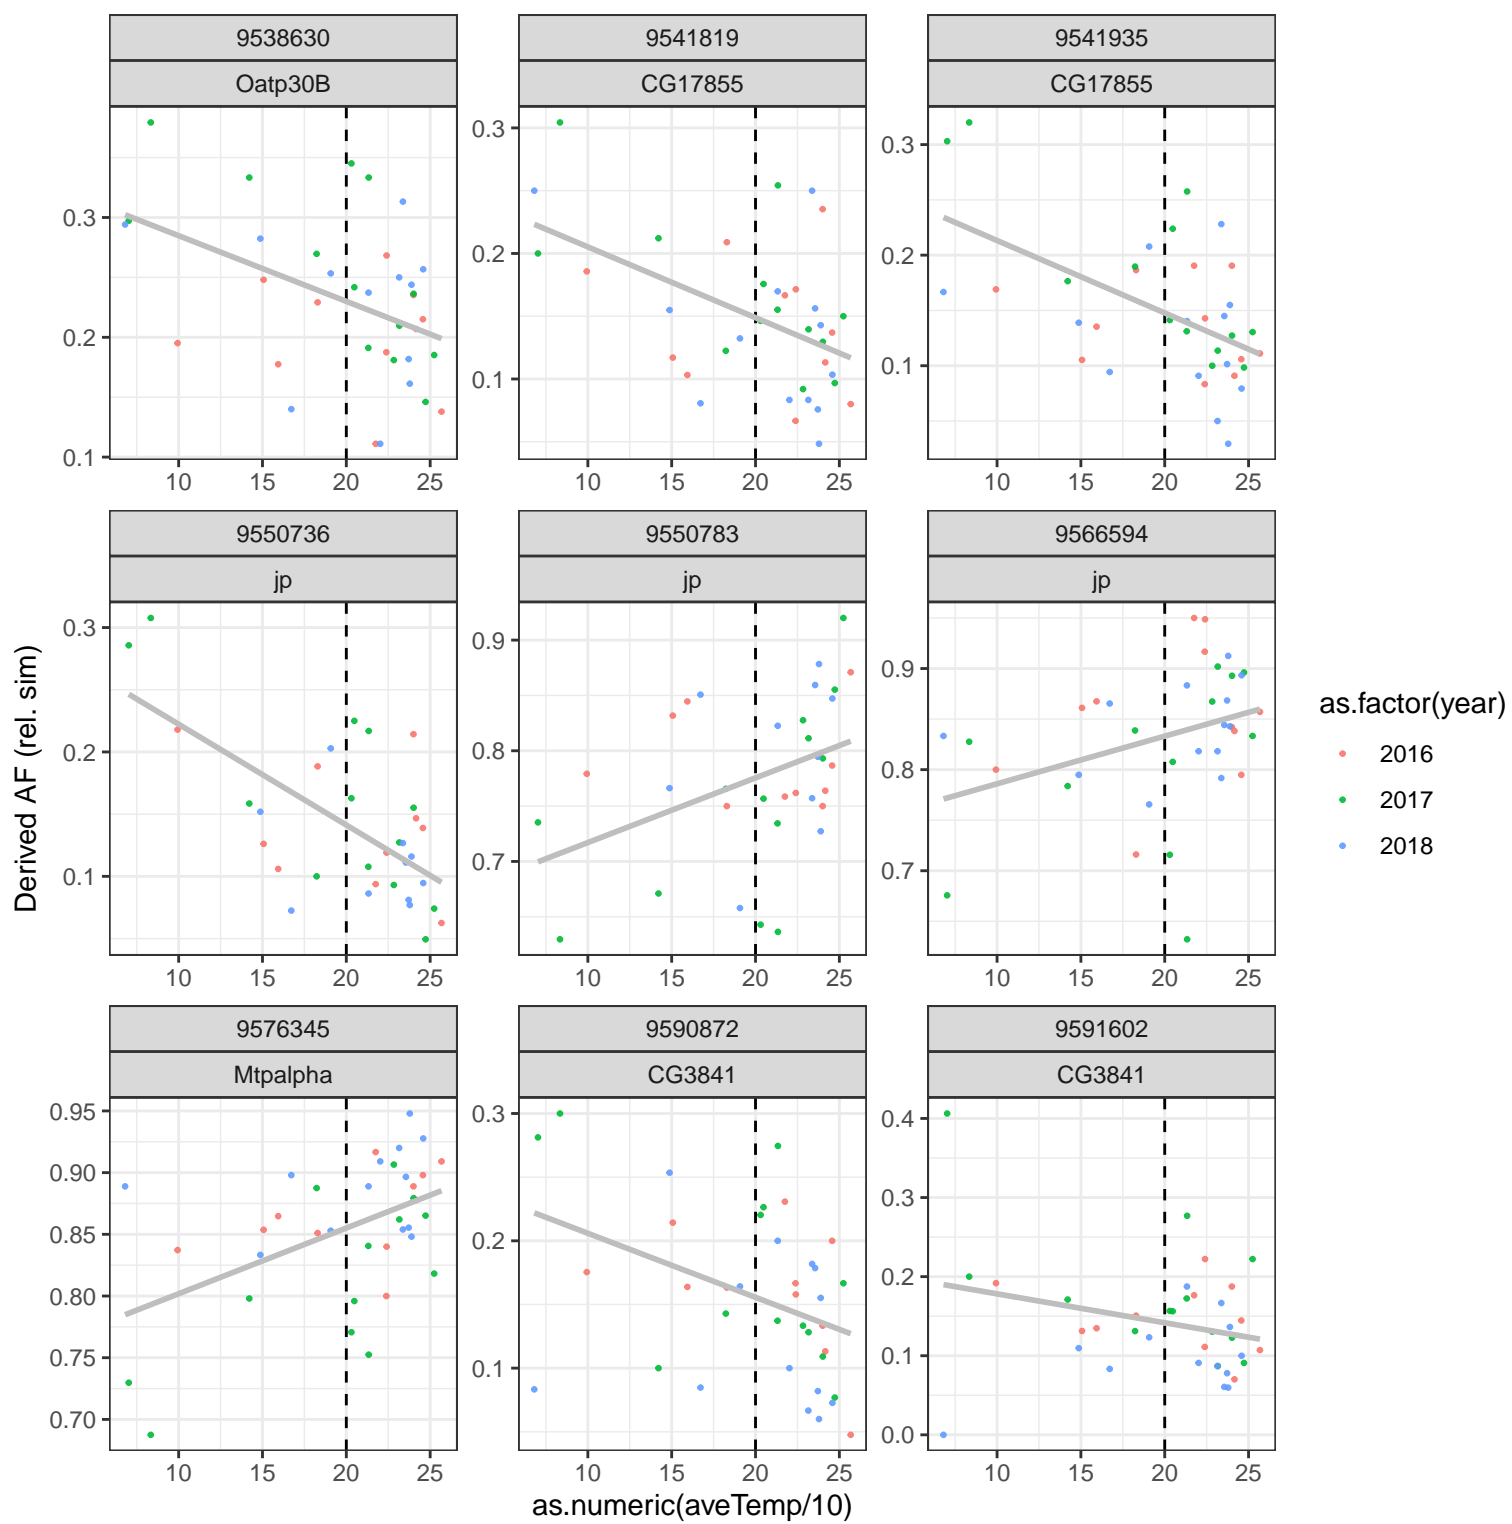 9538630 9541819 9541935
Oatp30B CG17855 CG17855
0.3 0.2 0.1
0.3 0.2 0.1
0.3 0.2 0.1
10 15 20 25 10 15 20 25 10 15 20 25
9550736 9550783 9566594
jp jp jp
0.3 0.2 0.1
0.9 0.8 0.7
0.9 0.8 0.7
10 15 20 25 10 15 20 25 10 15 20 25
9576345 9590872 9591602
Mtpalpha CG3841 CG3841
0.95 0.90 0.85 0.80 0.75 0.70
0.3 0.2 0.1
0.4 0.3 0.2 0.1 0.0
10 15 20 25 10 15 20 25 10 15 20 25
as.numeric(aveTemp/10)
Derived AF (rel. sim)
as.factor(year)
2016
2017
2018